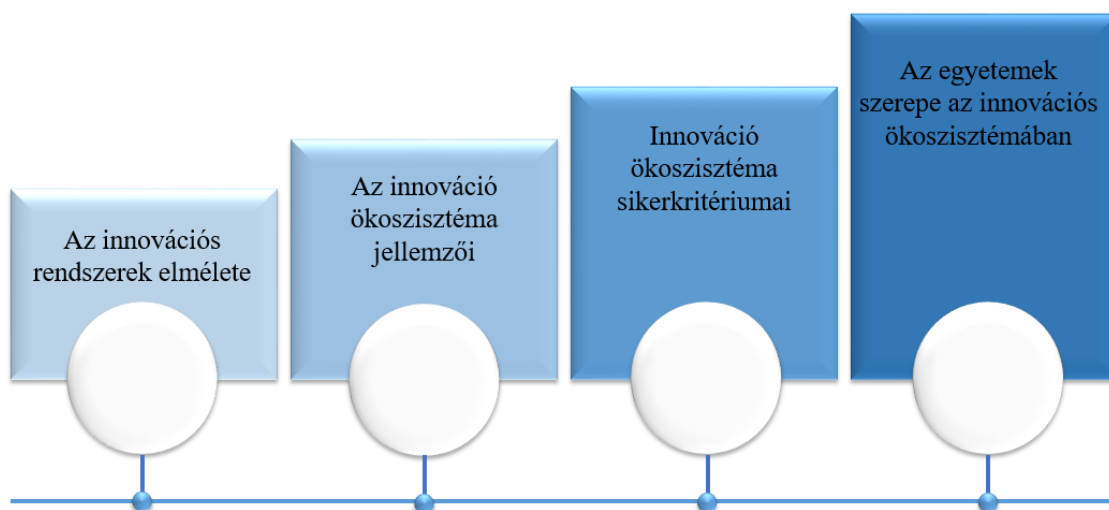 Az innovációs
rendszerek elmélete
Az innováció
ökoszisztéma
jellemzői
Innováció
ökoszisztéma
sikerkritériumai
Az egyetemek
szerepe az innovációs
ökoszisztémában